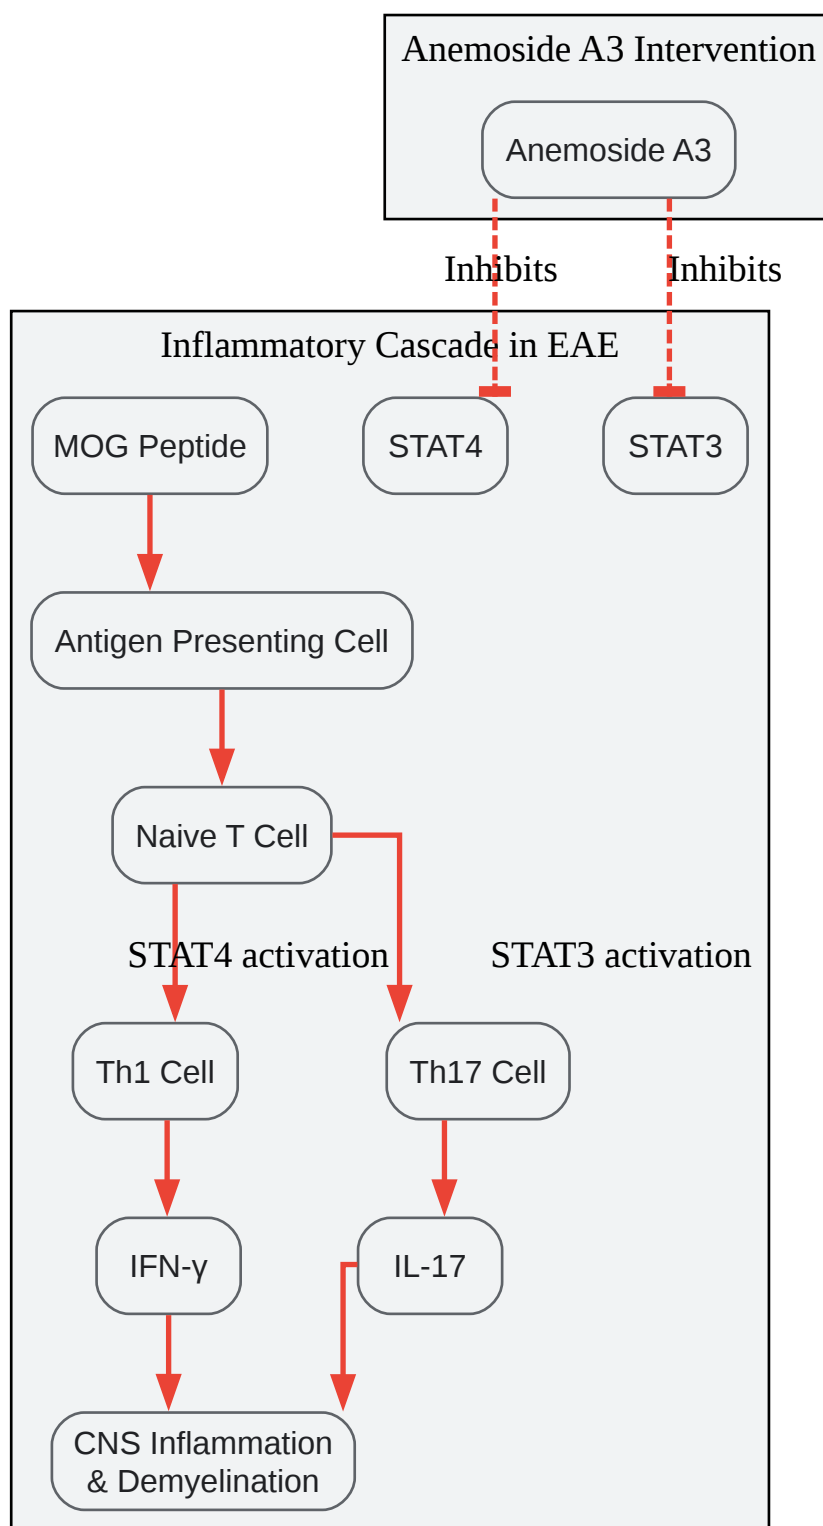 Anemoside A3 Intervention
Anemoside A3
Inhibits
Inhibits
Inflammatory Cascade in EAE
MOG Peptide
STAT4
STAT3
Antigen Presenting Cell
Naive T Cell
STAT4 activation
STAT3 activation
Th1 Cell
Th17 Cell
IFN-γ
IL-17
CNS Inflammation
& Demyelination